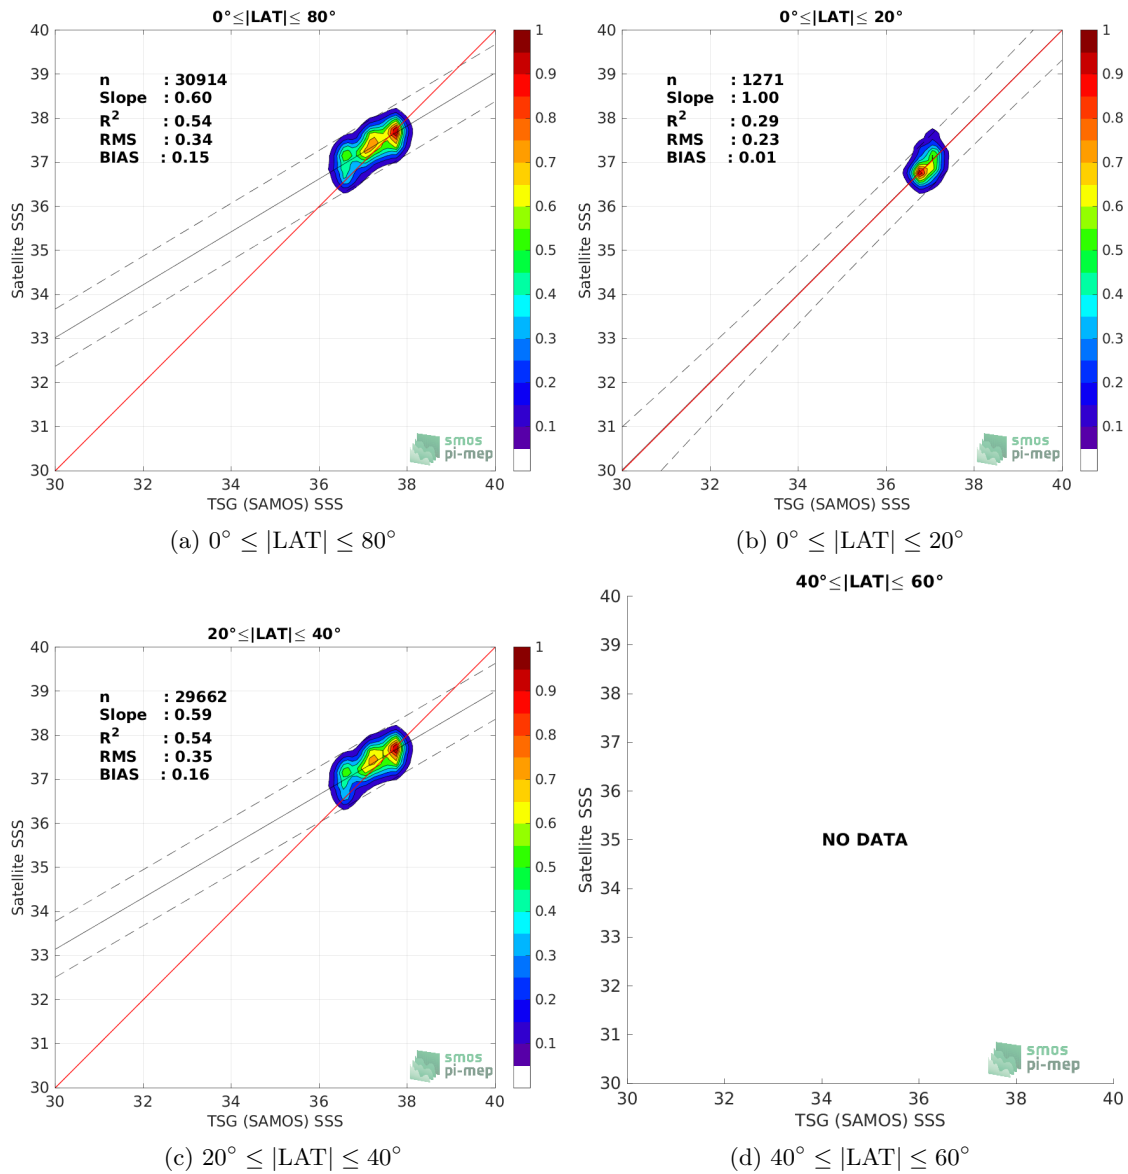 0°≤|LAT|≤ 80°
40
39
38
37
36
35
34
33
32
31
30
Satellite SSS
n : 30914
Slope : 0.60
R² : 0.54
RMS : 0.34
BIAS : 0.15
smos
pi-mep
30 32 34 36 38 40
TSG (SAMOS) SSS
1
0.9
0.8
0.7
0.6
0.5
0.4
0.3
0.2
0.1
(a) 0° ≤ |LAT| ≤ 80°
0°≤|LAT|≤ 20°
40
39
38
37
36
35
34
33
32
31
30
Satellite SSS
n : 1271
Slope : 1.00
R² : 0.29
RMS : 0.23
BIAS : 0.01
smos
pi-mep
30 32 34 36 38 40
TSG (SAMOS) SSS
1
0.9
0.8
0.7
0.6
0.5
0.4
0.3
0.2
0.1
(b) 0° ≤ |LAT| ≤ 20°
20°≤|LAT|≤ 40°
40
39
38
37
36
35
34
33
32
31
30
Satellite SSS
n : 29662
Slope : 0.59
R² : 0.54
RMS : 0.35
BIAS : 0.16
smos
pi-mep
30 32 34 36 38 40
TSG (SAMOS) SSS
1
0.9
0.8
0.7
0.6
0.5
0.4
0.3
0.2
0.1
(c) 20° ≤ |LAT| ≤ 40°
40°≤|LAT|≤ 60°
40
39
38
37
36
35
34
33
32
31
30
Satellite SSS
NO DATA
smos
pi-mep
30 32 34 36 38 40
TSG (SAMOS) SSS
(d) 40° ≤ |LAT| ≤ 60°